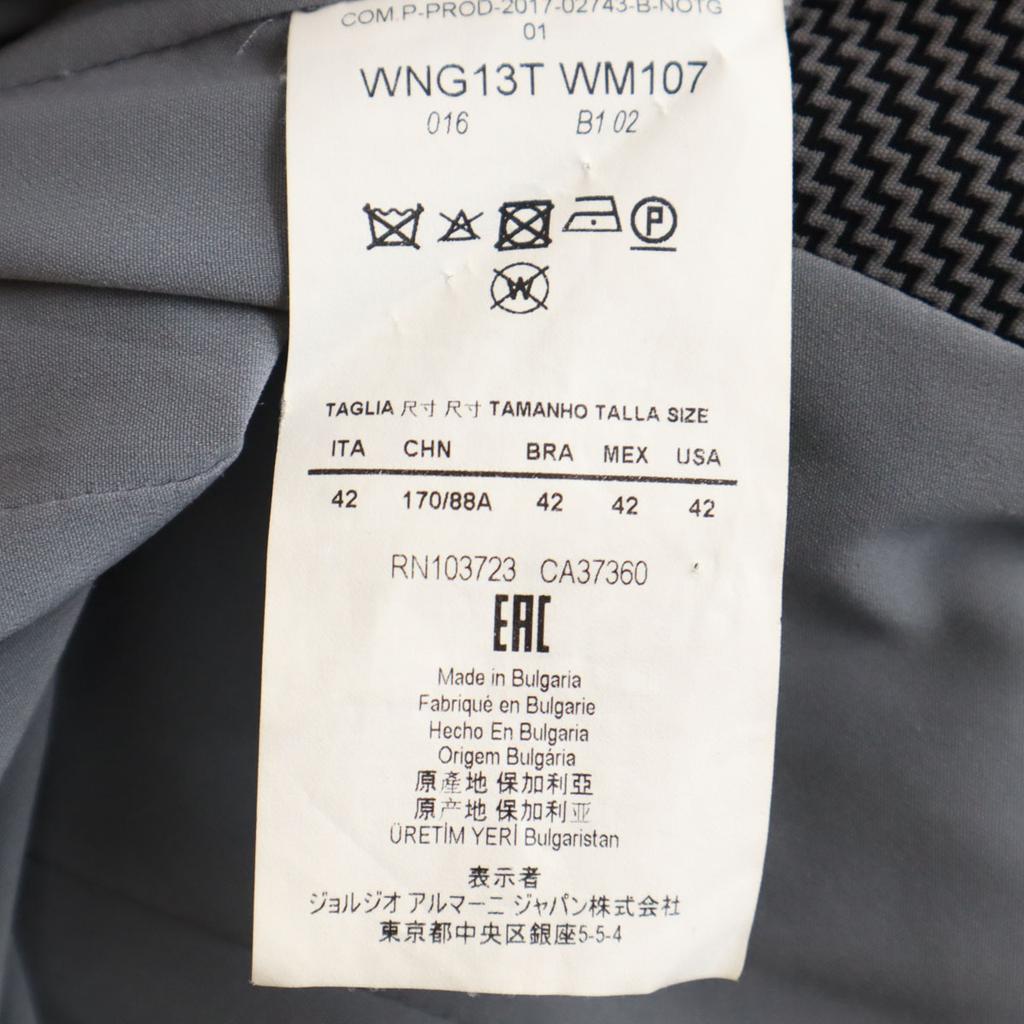 COM.P-PROD-2017-02743-B-NOTG
01
WNG13T WM107
016 B1 02
P
W
TAGLIA 尺寸 尺寸 TAMANHO TALLA SIZE
ITA CHN BRA MEX USA
42 170/88A 42 42 42
RN103723 CA37360
EAC
Made in Bulgaria
Fabriqué en Bulgarie
Hecho En Bulgaria
Origem Bulgária
原產地 保加利亞
原产地 保加利亚
ÜRETİM YERİ Bulgaristan
表示者
ジョルジオ アルマーニ ジャパン株式会社
東京都中央区銀座5-5-4